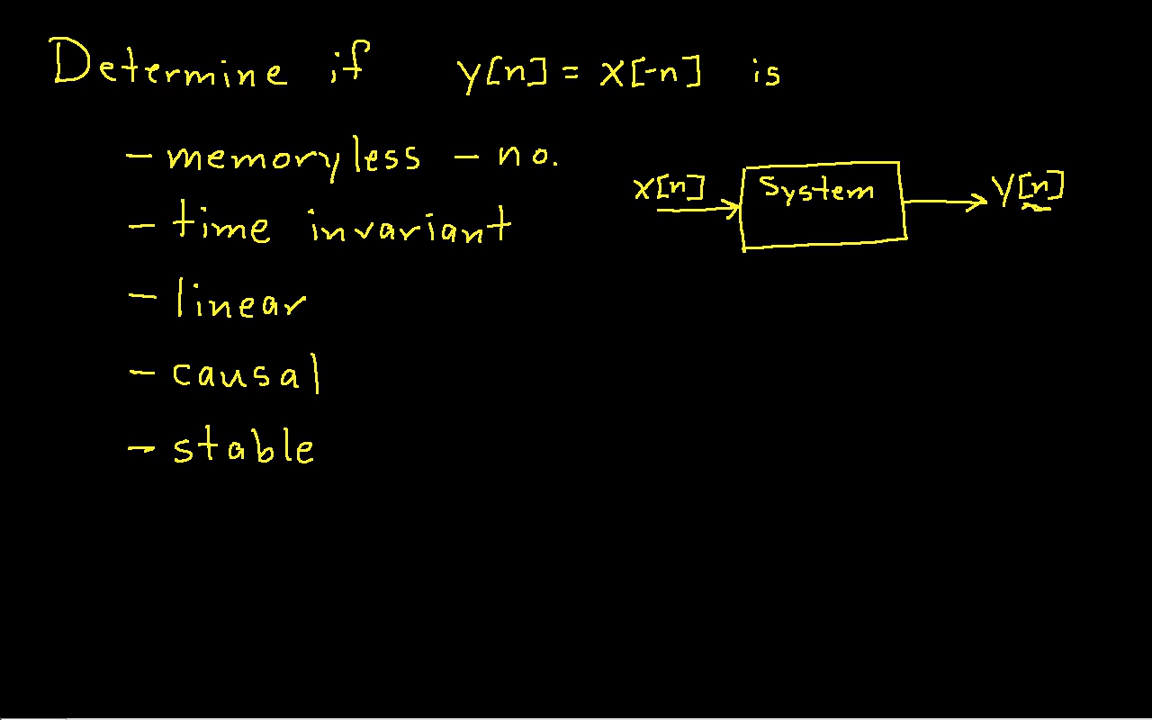 Determine if y[n] = x[-n] is
- memoryless - no.
- time invariant
- linear
- causal
- stable
x[n] System y[n]